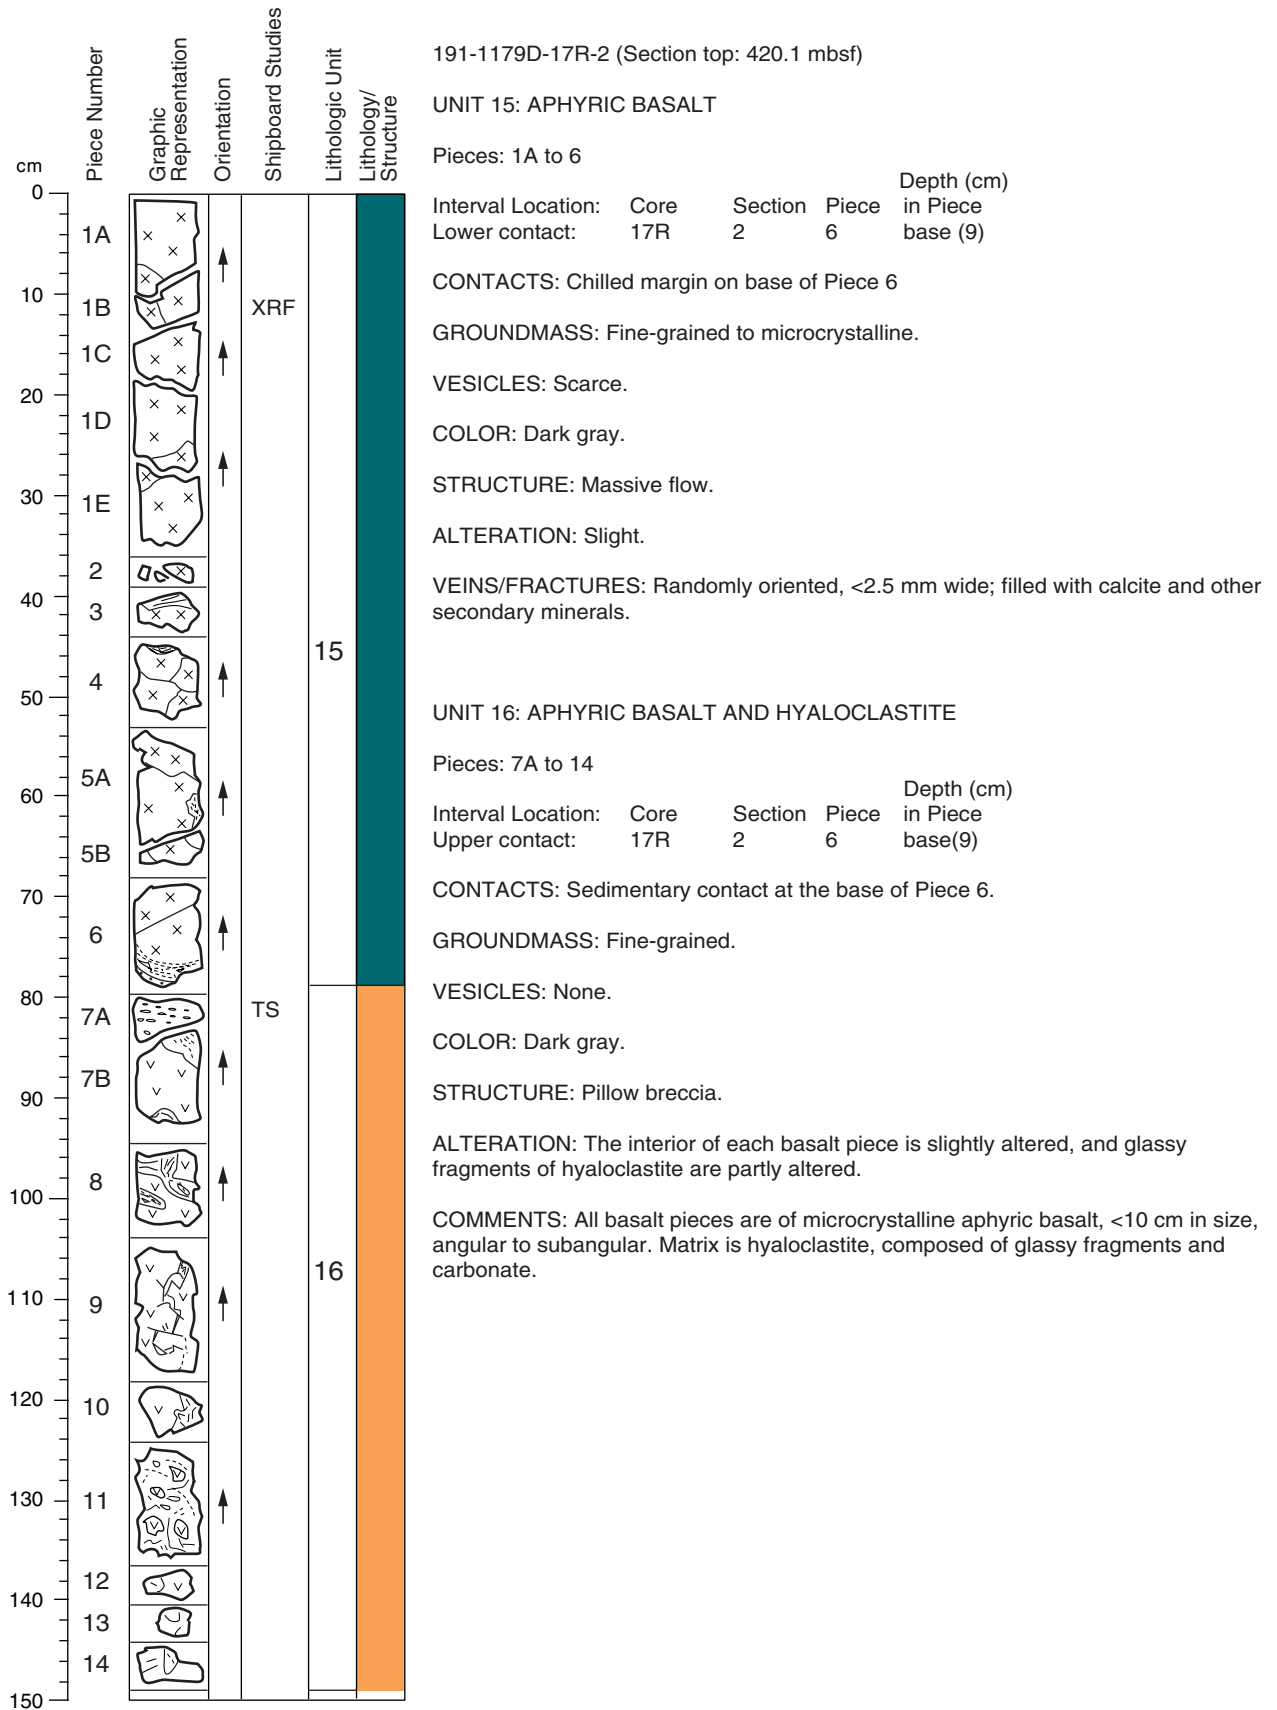 cm
Piece Number
Graphic
Representation
Orientation
Shipboard Studies
Lithologic Unit
Lithology/
Structure
0
10
20
30
40
50
60
70
80
90
100
110
120
130
140
150
1A
1B
1C
1D
1E
2
3
4
5A
5B
6
7A
7B
8
9
10
11
12
13
14
XRF
TS
15
16
191-1179D-17R-2 (Section top: 420.1 mbsf)
UNIT 15: APHYRIC BASALT
Pieces: 1A to 6
Depth (cm)
Interval Location: Core Section Piece in Piece
Lower contact: 17R 2 6 base (9)
CONTACTS: Chilled margin on base of Piece 6
GROUNDMASS: Fine-grained to microcrystalline.
VESICLES: Scarce.
COLOR: Dark gray.
STRUCTURE: Massive flow.
ALTERATION: Slight.
VEINS/FRACTURES: Randomly oriented, <2.5 mm wide; filled with calcite and other
secondary minerals.
UNIT 16: APHYRIC BASALT AND HYALOCLASTITE
Pieces: 7A to 14
Depth (cm)
Interval Location: Core Section Piece in Piece
Upper contact: 17R 2 6 base(9)
CONTACTS: Sedimentary contact at the base of Piece 6.
GROUNDMASS: Fine-grained.
VESICLES: None.
COLOR: Dark gray.
STRUCTURE: Pillow breccia.
ALTERATION: The interior of each basalt piece is slightly altered, and glassy
fragments of hyaloclastite are partly altered.
COMMENTS: All basalt pieces are of microcrystalline aphyric basalt, <10 cm in size,
angular to subangular. Matrix is hyaloclastite, composed of glassy fragments and
carbonate.